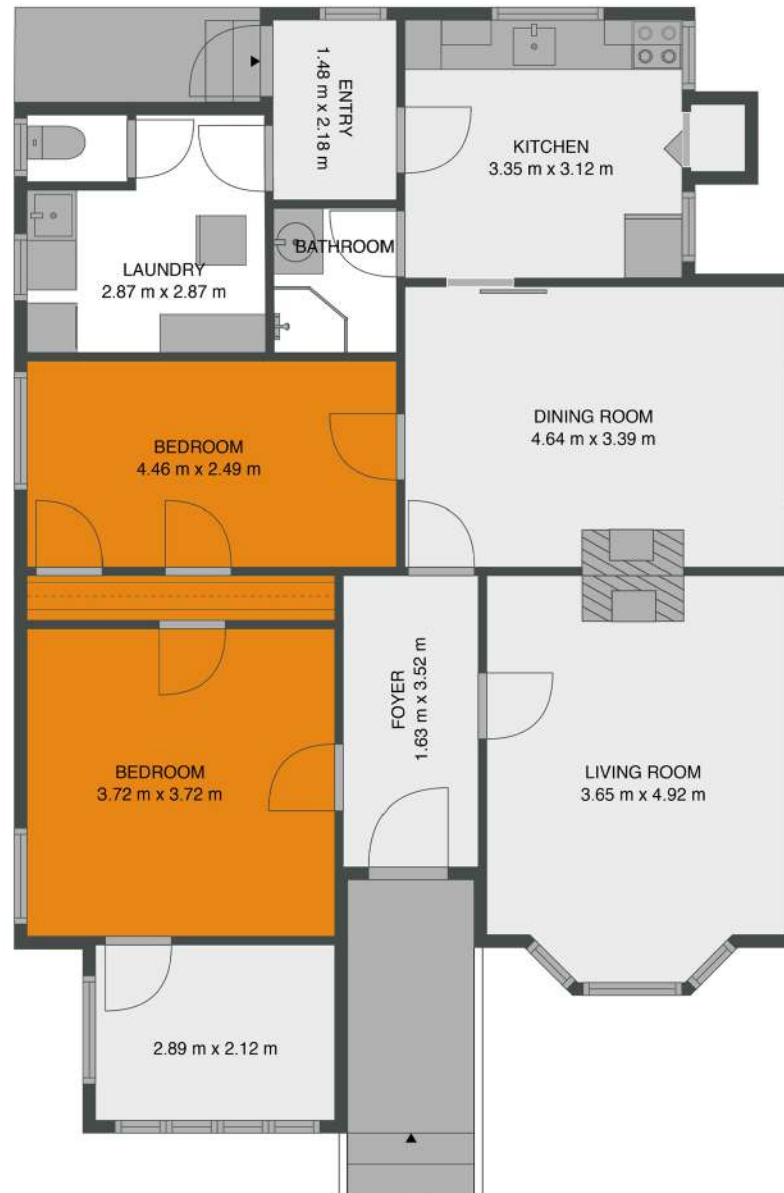 ENTRY
1.48 m x 2.18 m
KITCHEN
3.35 m x 3.12 m
BATHROOM
LAUNDRY
2.87 m x 2.87 m
BEDROOM
4.46 m x 2.49 m
DINING ROOM
4.64 m x 3.39 m
FOYER
1.63 m x 3.52 m
BEDROOM
3.72 m x 3.72 m
LIVING ROOM
3.65 m x 4.92 m
2.89 m x 2.12 m